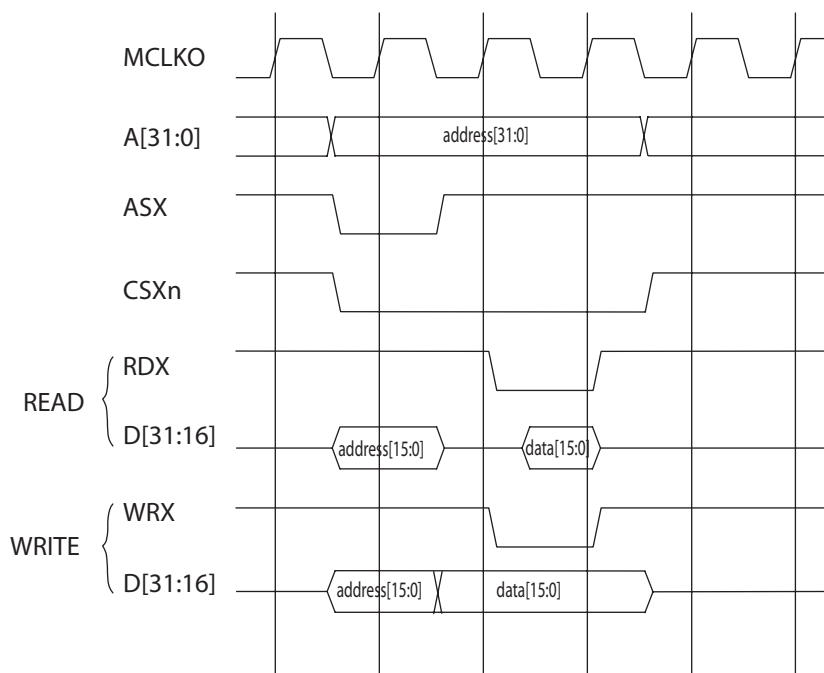 MCLKO
A[31:0]
address[31:0]
ASX
CSXn
READ
RDX
D[31:16]
address[15:0]
data[15:0]
WRITE
WRX
D[31:16]
address[15:0]
data[15:0]